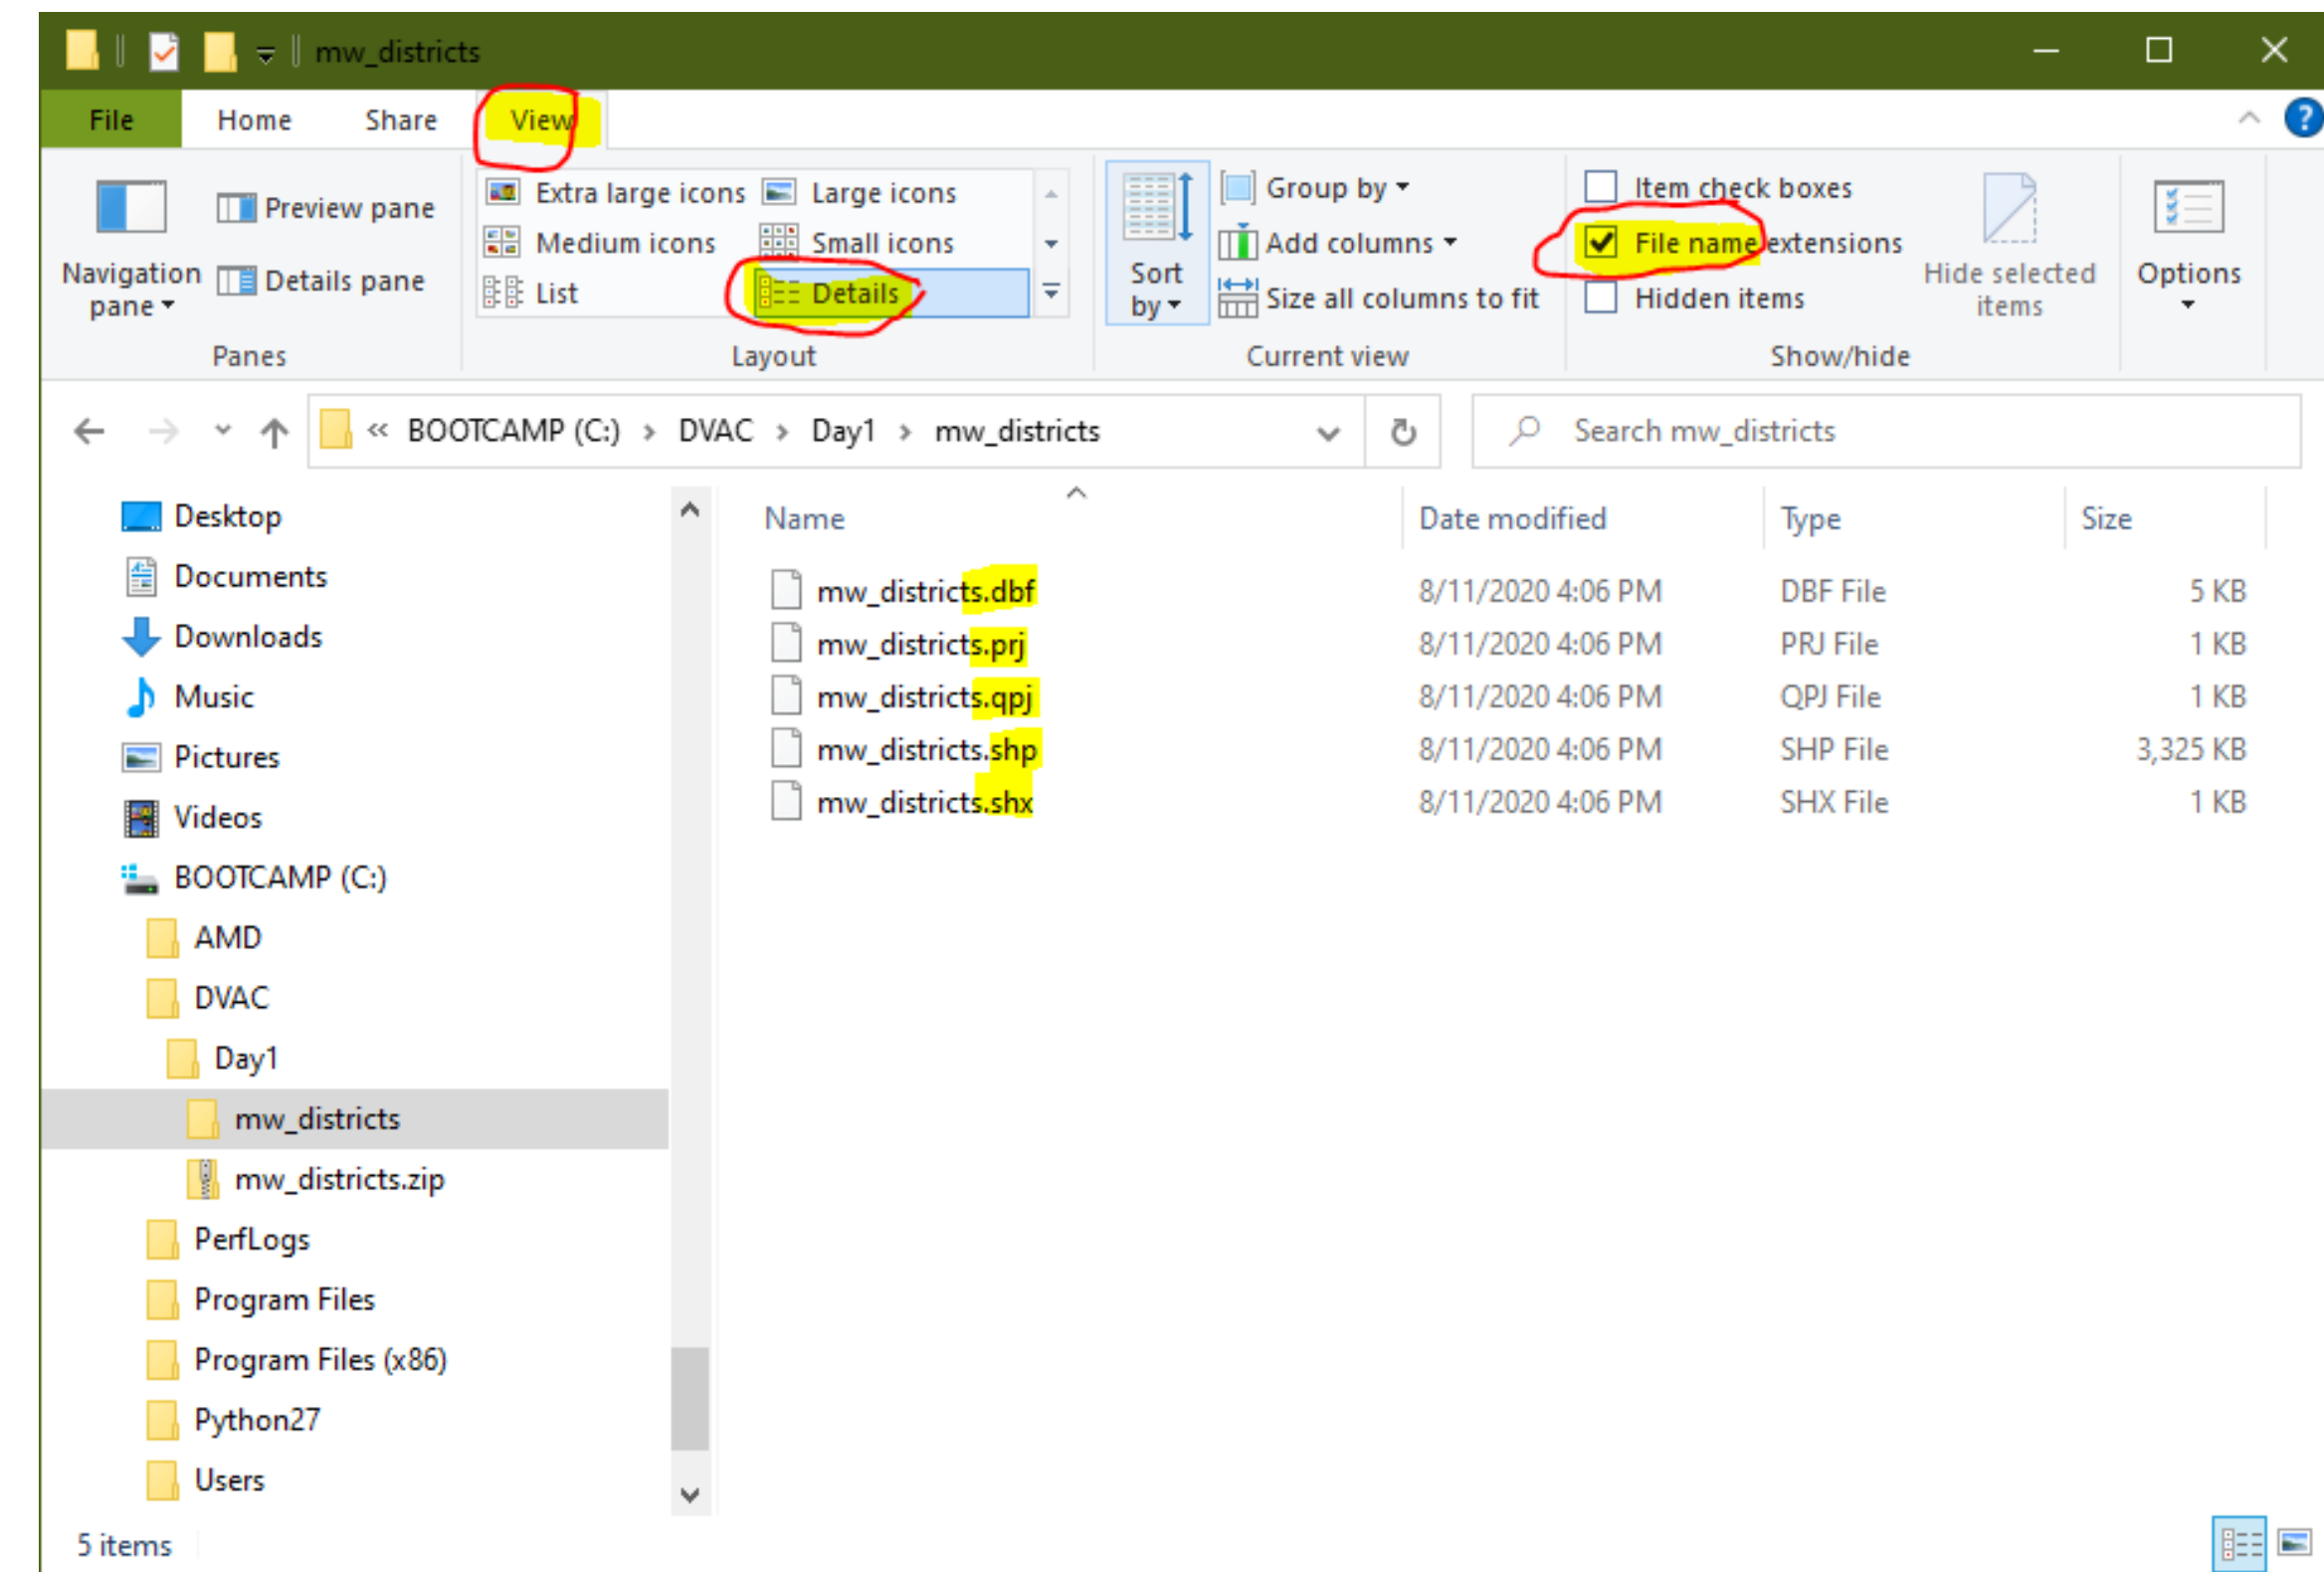 mw_districts
File Home Share View
Navigation pane
Preview pane
Details pane
Panes
Extra large icons Large icons
Medium icons Small icons
List Details
Layout
Sort by
Group by
Add columns
Size all columns to fit
Current view
Item check boxes
File name extensions
Hidden items
Hide selected items
Show/hide
Options
« BOOTCAMP (C:) › DVAC › Day1 › mw_districts
Search mw_districts
Desktop
Documents
Downloads
Music
Pictures
Videos
BOOTCAMP (C:)
AMD
DVAC
Day1
mw_districts
mw_districts.zip
PerfLogs
Program Files
Program Files (x86)
Python27
Users
Name Date modified Type Size
mw_districts.dbf 8/11/2020 4:06 PM DBF File 5 KB
mw_districts.prj 8/11/2020 4:06 PM PRJ File 1 KB
mw_districts.qpj 8/11/2020 4:06 PM QPJ File 1 KB
mw_districts.shp 8/11/2020 4:06 PM SHP File 3,325 KB
mw_districts.shx 8/11/2020 4:06 PM SHX File 1 KB
5 items